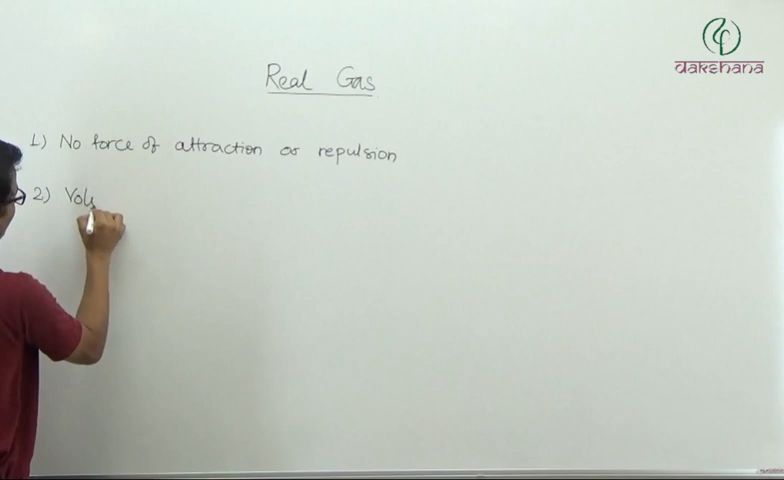 dakshana
Real Gas
1) No force of attraction or repulsion
2) Volu